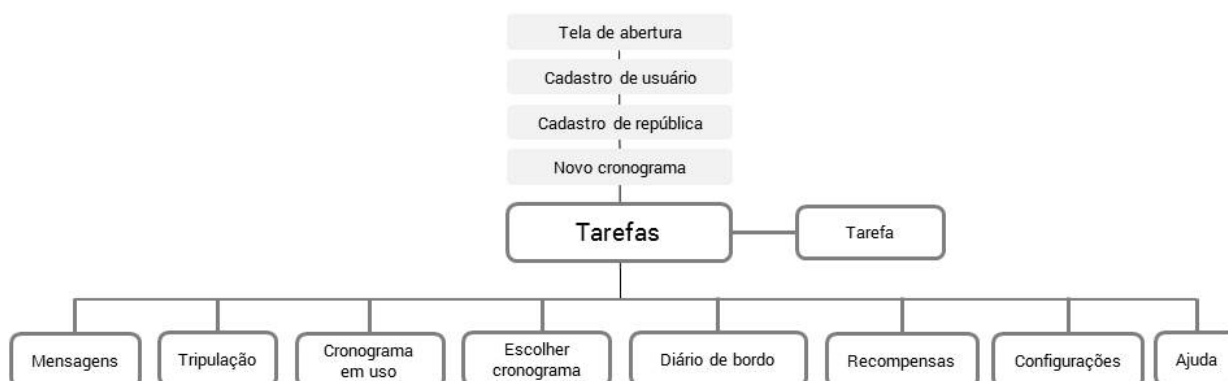 Tela de abertura
Cadastro de usuário
Cadastro de república
Novo cronograma
Tarefas
Tarefa
Mensagens
Tripulação
Cronograma
em uso
Escolher
cronograma
Diário de bordo
Recompensas
Configurações
Ajuda